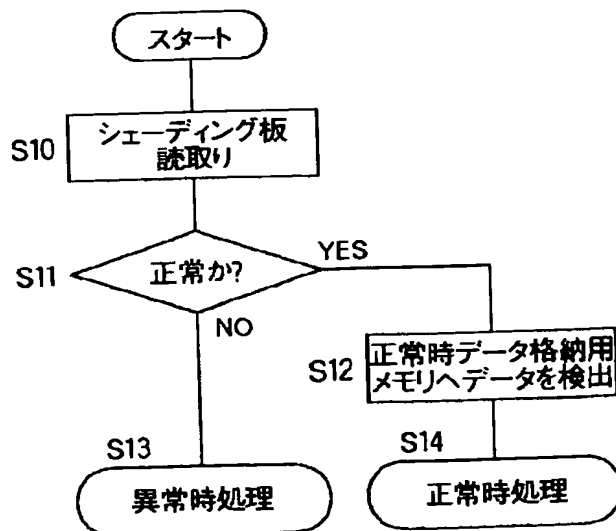 スタート
S10
シェーディング板
読取り
S11
正常か?
YES
NO
S12
正常時データ格納用
メモリへデータを検出
S13
異常時処理
S14
正常時処理